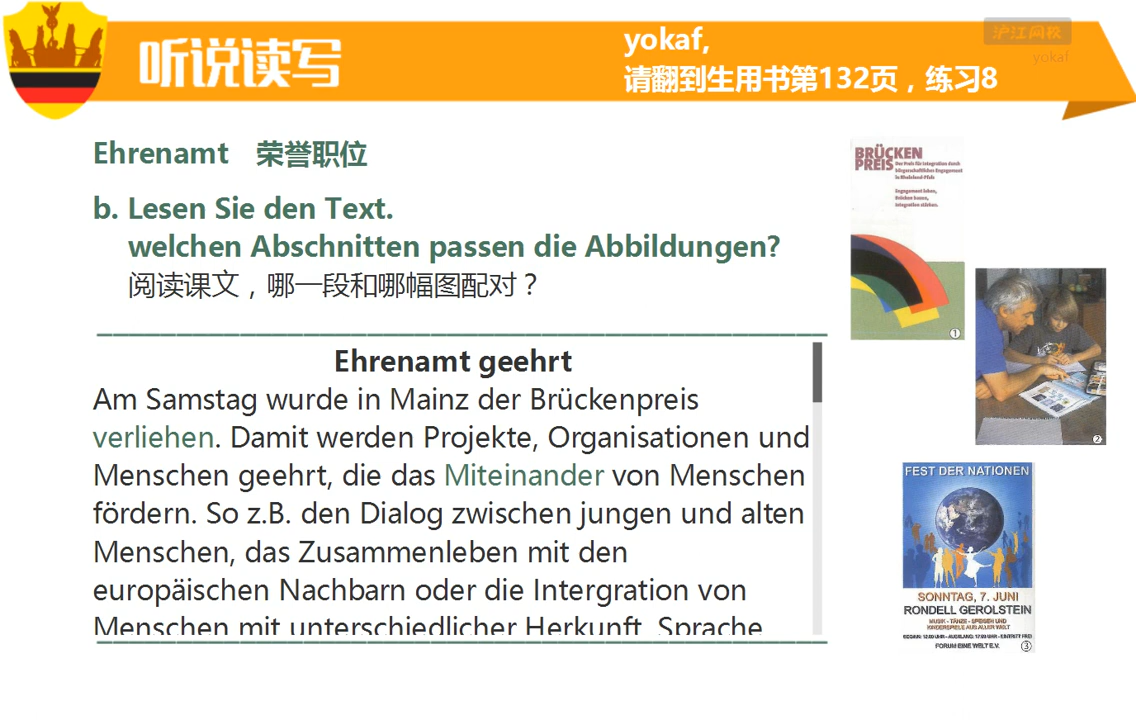 听说读写
yokaf,
请翻到生用书第132页，练习8
沪江网校
yokaf
Ehrenamt 荣誉职位
b. Lesen Sie den Text.
welchen Abschnitten passen die Abbildungen?
阅读课文，哪一段和哪幅图配对？
Ehrenamt geehrt
Am Samstag wurde in Mainz der Brückenpreis
verliehen. Damit werden Projekte, Organisationen und
Menschen geehrt, die das Miteinander von Menschen
fördern. So z.B. den Dialog zwischen jungen und alten
Menschen, das Zusammenleben mit den
europäischen Nachbarn oder die Intergration von
Menschen mit unterschiedlicher Herkunft, Sprache
BRÜCKEN
PREIS
Der Preis für Integration durch
bürgerschaftliches Engagement
in Rheinland-Pfalz
Engagement leben,
Brücken bauen,
Integration stärken.
①
②
FEST DER NATIONEN
SONNTAG, 7. JUNI
RONDELL GEROLSTEIN
MUSIK - TÄNZE - SPEISEN UND
KINDERSPIELE AUS ALLER WELT
FORUM EINE WELT E.V.
③